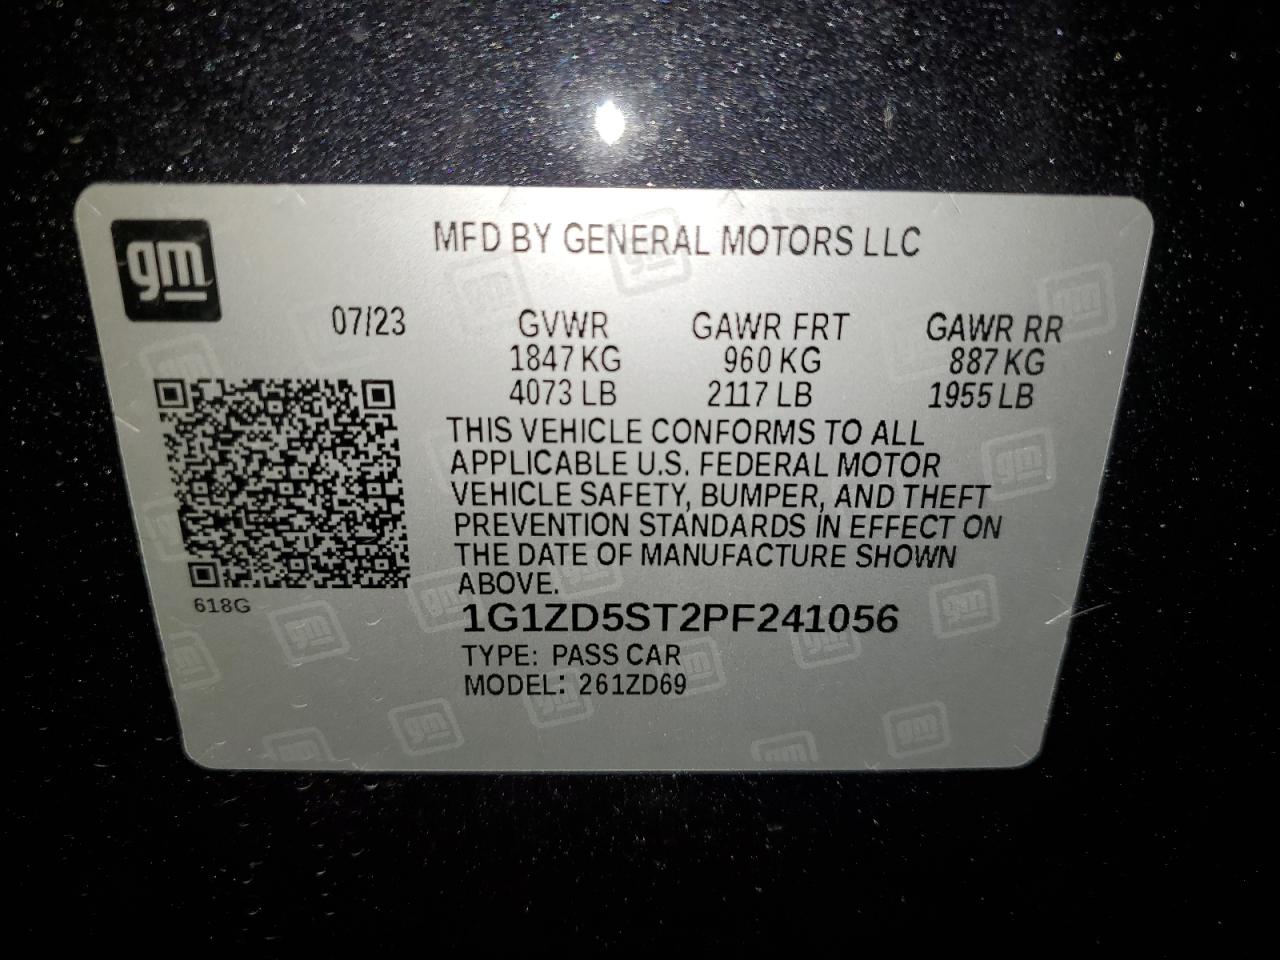 gm
MFD BY GENERAL MOTORS LLC
07/23 GVWR GAWR FRT GAWR RR
1847 KG 960 KG 887 KG
4073 LB 2117 LB 1955 LB
THIS VEHICLE CONFORMS TO ALL
APPLICABLE U.S. FEDERAL MOTOR
VEHICLE SAFETY, BUMPER, AND THEFT
PREVENTION STANDARDS IN EFFECT ON
THE DATE OF MANUFACTURE SHOWN
ABOVE.
618G
1G1ZD5ST2PF241056
TYPE: PASS CAR
MODEL: 261ZD69